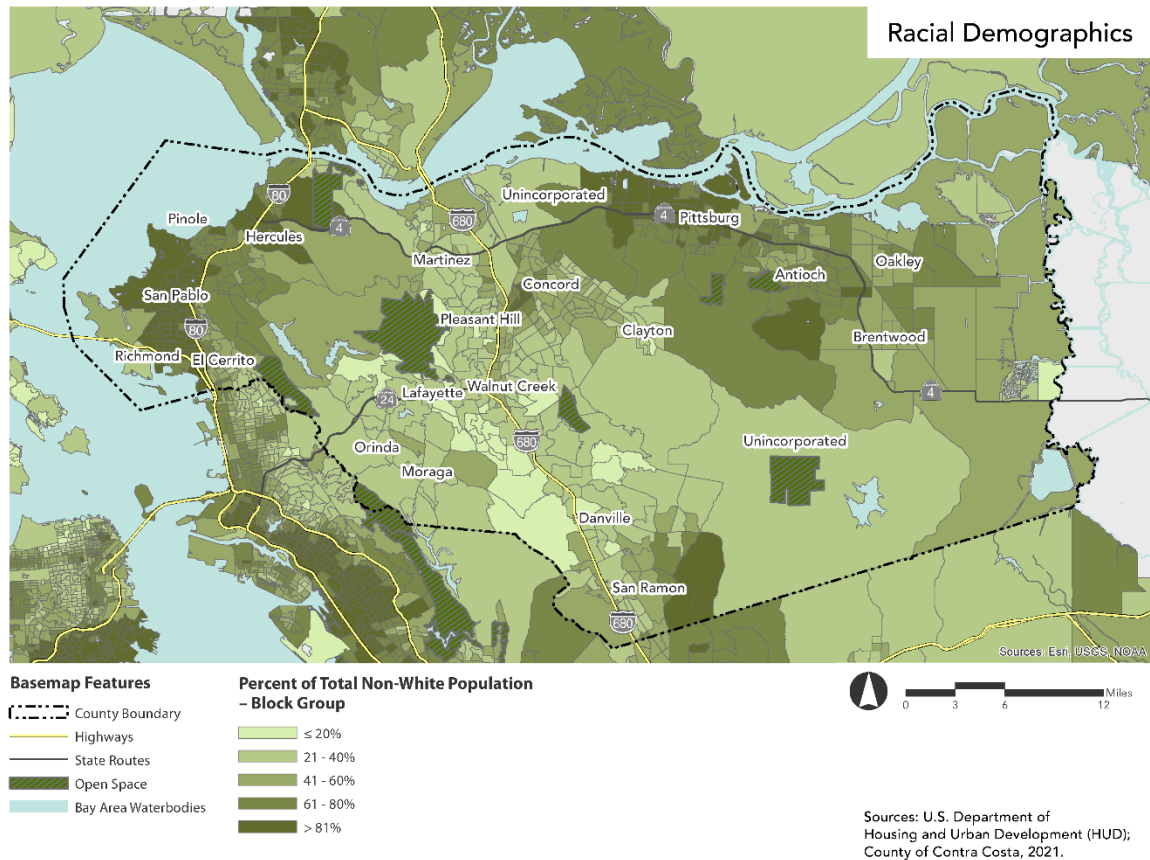 Racial Demographics
80
Unincorporated
680
Pinole
4
Pittsburg
Hercules
4
Martinez
Oakley
Antioch
Concord
San Pablo
Pleasant Hill
80
Clayton
Brentwood
Richmond
El Cerrito
Walnut Creek
Lafayette
24
4
680
Orinda
Unincorporated
Moraga
Danville
San Ramon
680
Sources: Esri, USGS, NOAA
Basemap Features
County Boundary
Highways
State Routes
Open Space
Bay Area Waterbodies
Percent of Total Non-White Population
– Block Group
≤ 20%
21 - 40%
41 - 60%
61 - 80%
> 81%
Miles
0 3 6 12
Sources: U.S. Department of
Housing and Urban Development (HUD);
County of Contra Costa, 2021.